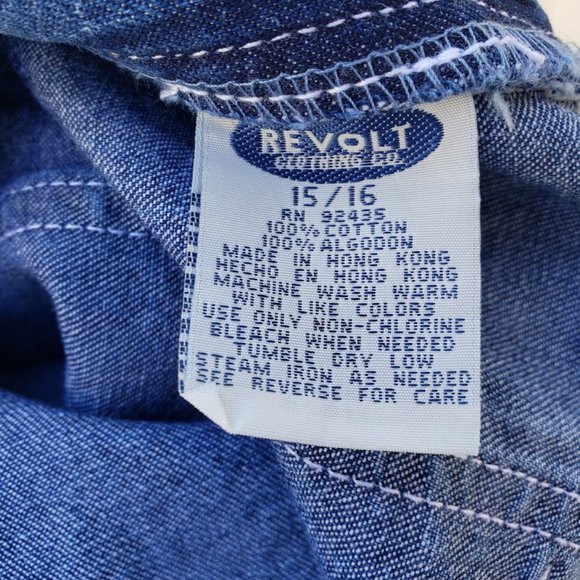 REVOLT
CLOTHING CO.
15/16
RN 92435
100% COTTON
100% ALGODON
MADE IN HONG KONG
HECHO EN HONG KONG
MACHINE WASH WARM
WITH LIKE COLORS
USE ONLY NON-CHLORINE
BLEACH WHEN NEEDED
TUMBLE DRY LOW
STEAM IRON AS NEEDED
SEE REVERSE FOR CARE